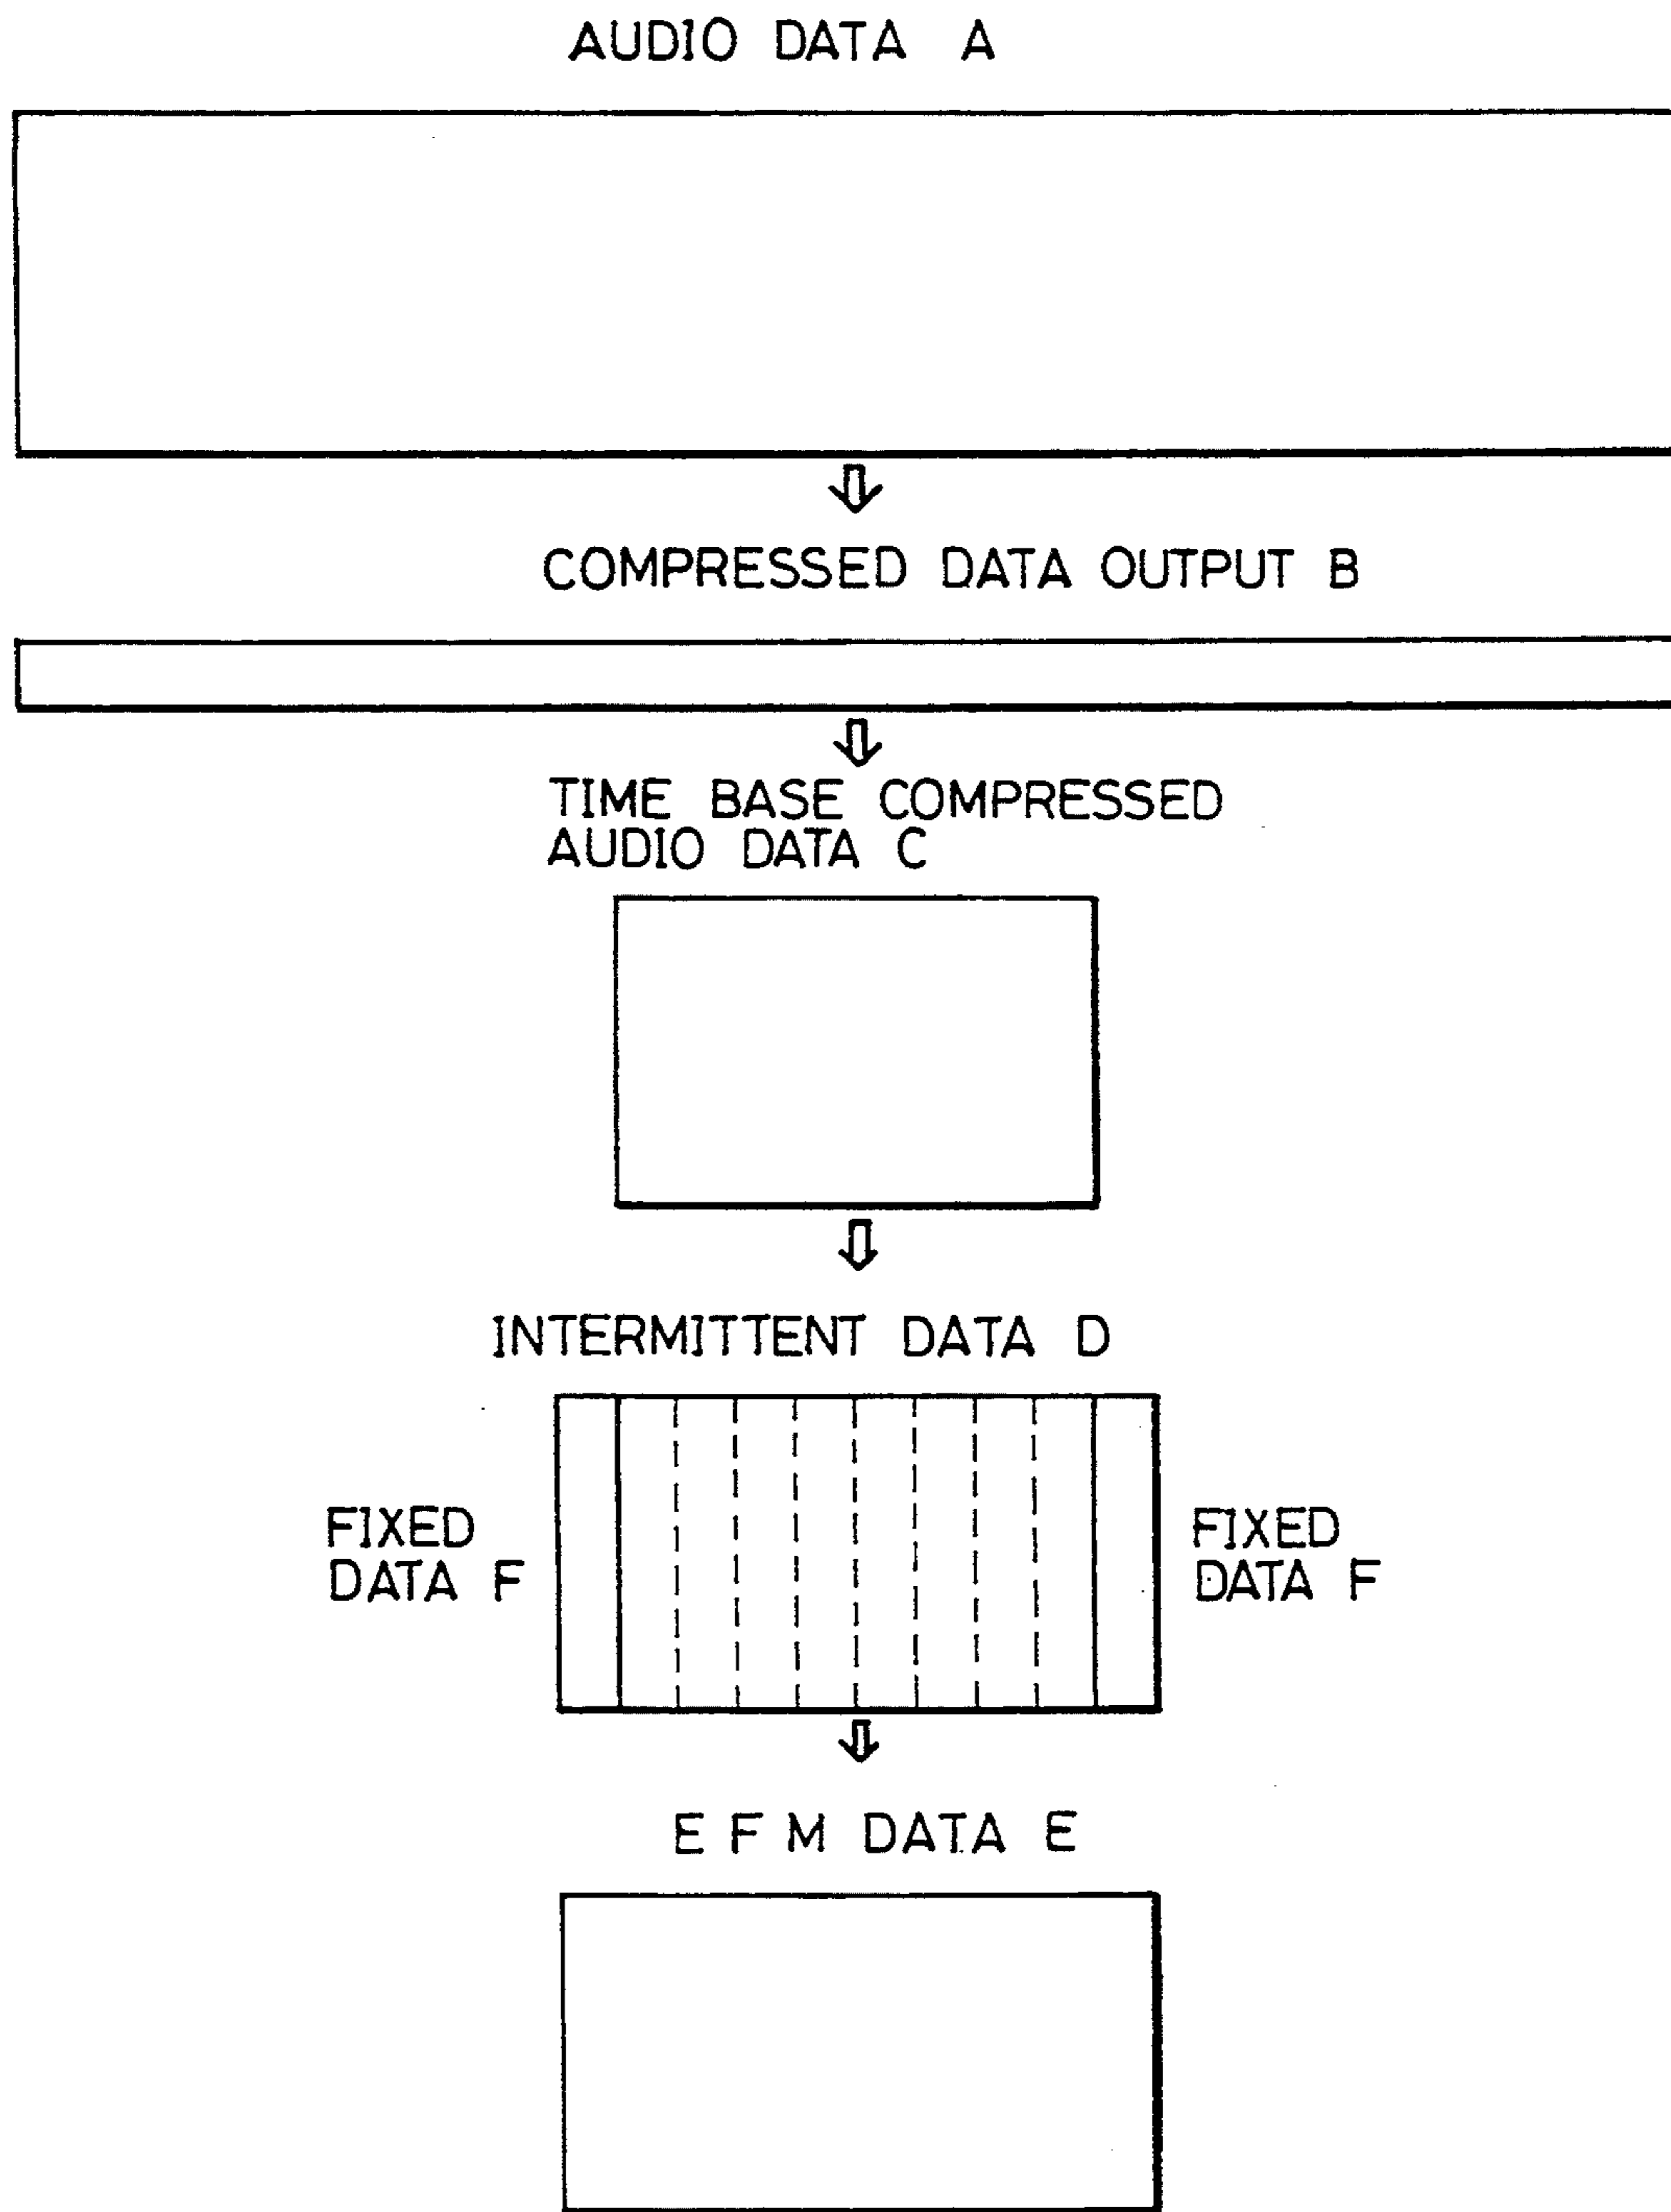 AUDIO DATA A
COMPRESSED DATA OUTPUT B
TIME BASE COMPRESSED
AUDIO DATA C
INTERMITTENT DATA D
FIXED
DATA F
FIXED
DATA F
E F M DATA E